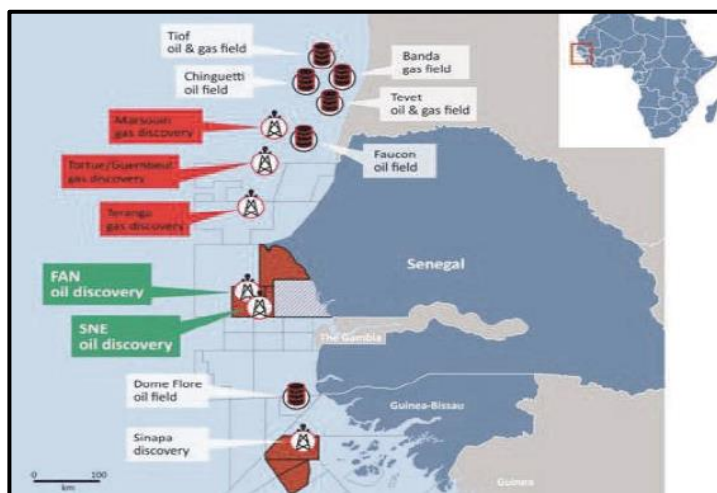 Tiof
oil & gas field
Banda
gas field
Chinguetti
oil field
Tevet
oil & gas field
Marsouin
gas discovery
Faucon
oil field
Tortue/Guembeul
gas discovery
Teranga
gas discovery
Senegal
FAN
oil discovery
SNE
oil discovery
The Gambia
Dome Flore
oil field
Guinea-Bissau
Sinapa
discovery
Guinea
0 100
km